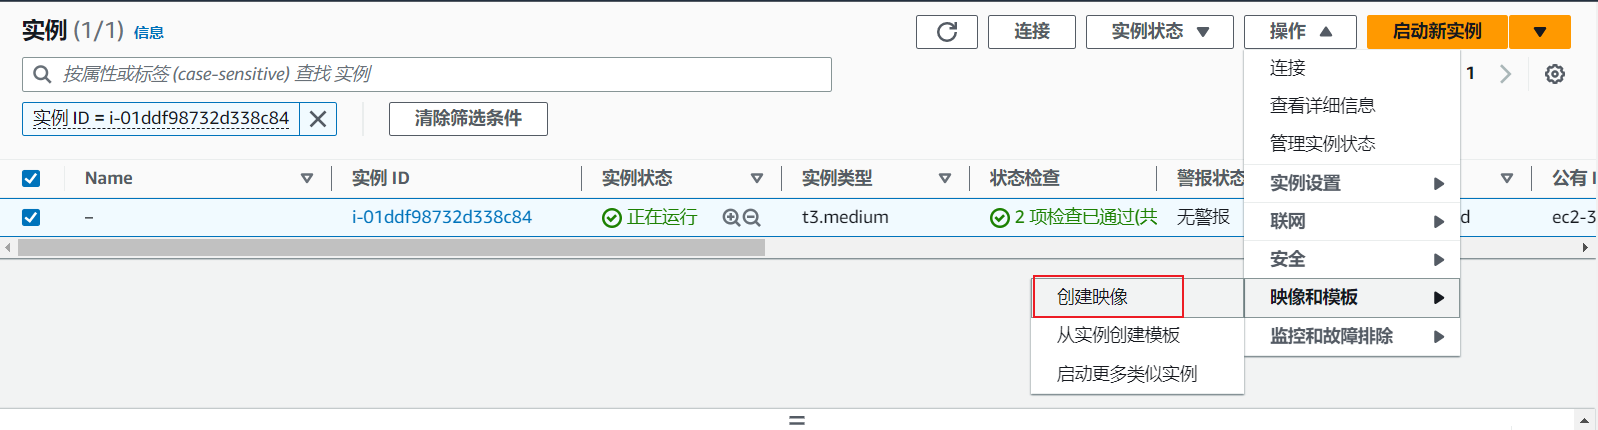 实例 (1/1) 信息
连接
实例状态
操作
启动新实例
按属性或标签 (case-sensitive) 查找 实例
1
实例 ID = i-01ddf98732d338c84
清除筛选条件
连接
查看详细信息
管理实例状态
实例设置
联网
安全
映像和模板
监控和故障排除
创建映像
从实例创建模板
启动更多类似实例
Name 实例 ID 实例状态 实例类型 状态检查 警报状态 公有 I
– i-01ddf98732d338c84 正在运行 t3.medium 2 项检查已通过(共 无警报 d ec2-3